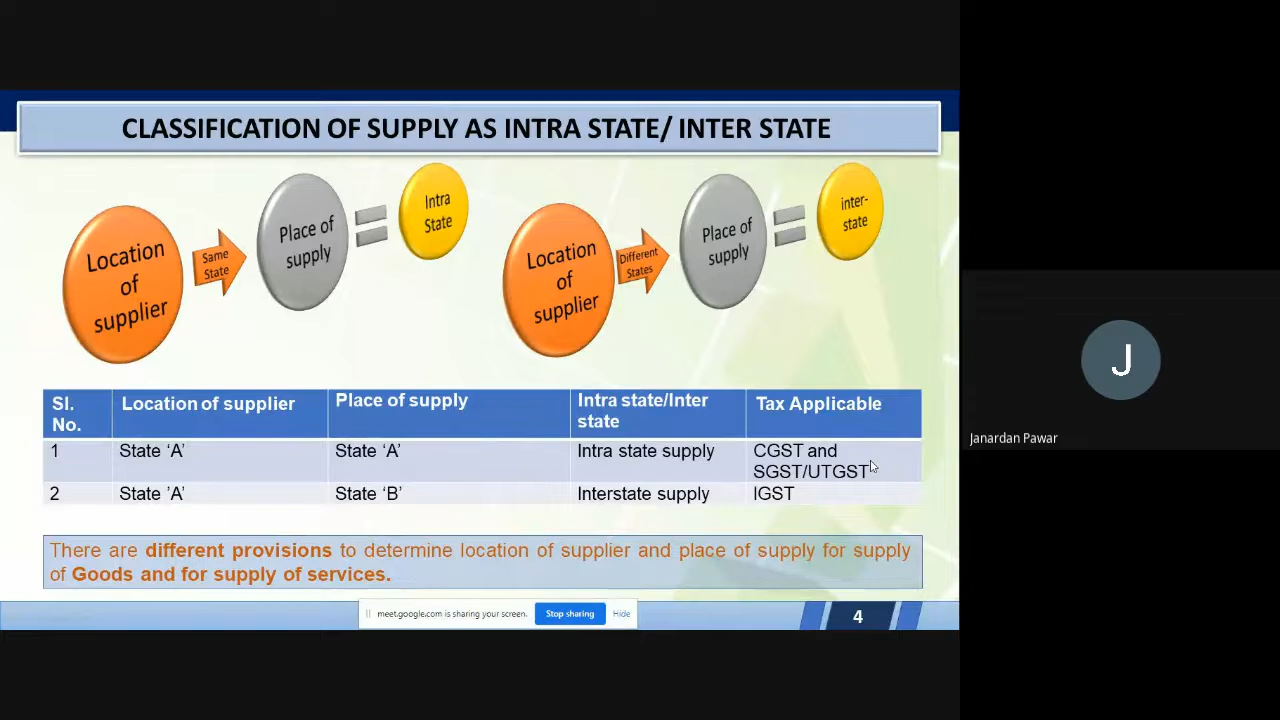 CLASSIFICATION OF SUPPLY AS INTRA STATE/ INTER STATE
Location
of
supplier
Same
State
Place of
supply
Intra
State
Location
of
supplier
Different
States
Place of
supply
inter-
state
Sl.
No.
Location of supplier
Place of supply
Intra state/Inter
state
Tax Applicable
1
State ‘A’
State ‘A’
Intra state supply
CGST and
SGST/UTGST
2
State ’A’
State ‘B’
Interstate supply
IGST
There are different provisions to determine location of supplier and place of supply for supply
of Goods and for supply of services.
meet.google.com is sharing your screen.
Stop sharing
Hide
4
J
Janardan Pawar